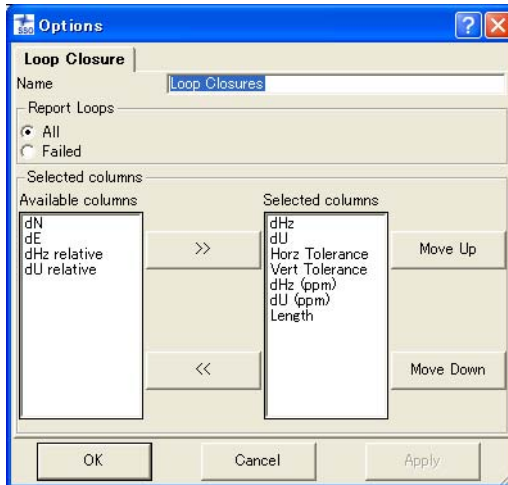 SSO Options
Loop Closure
Name Loop Closures
Report Loops
All
Failed
Selected columns
Available columns
dN
dE
dHz relative
dU relative
>>
<<
Selected columns
dHz
dU
Horz Tolerance
Vert Tolerance
dHz (ppm)
dU (ppm)
Length
Move Up
Move Down
OK Cancel Apply